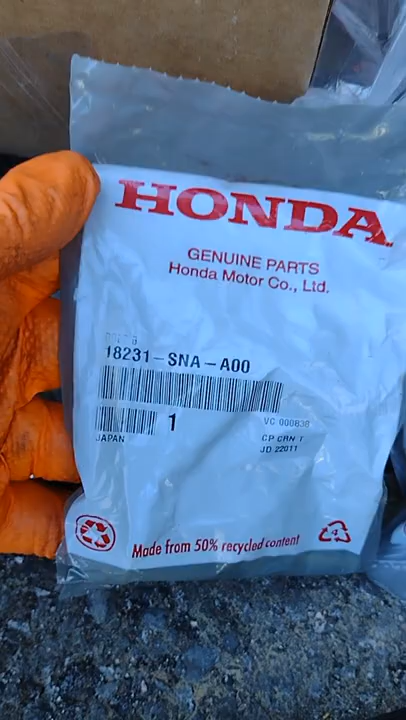 HONDA
GENUINE PARTS
Honda Motor Co., Ltd.
18231-SNA-A00
1
JAPAN
VC 000838
CP CRN T
JD 22011
Made from 50% recycled content
4